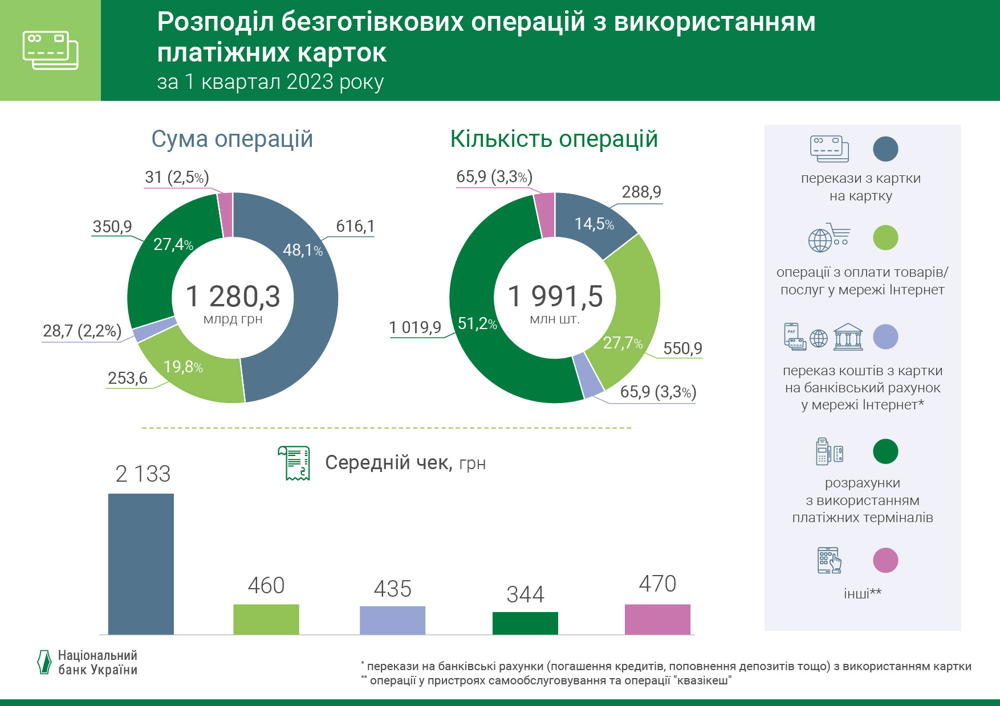 Розподіл безготівкових операцій з використанням
платіжних карток
за 1 квартал 2023 року
Сума операцій
31 (2,5%)
350,9
27,4%
616,1
48,1%
1 280,3
млрд грн
28,7 (2,2%)
253,6
19,8%
Кількість операцій
65,9 (3,3%)
288,9
14,5%
1 991,5
млн шт.
1 019,9
51,2%
27,7%
550,9
65,9 (3,3%)
перекази з картки
на картку
операції з оплати товарів/
послуг у мережі Інтернет
PAY
переказ коштів з картки
на банківський рахунок
у мережі Інтернет*
розрахунки
з використанням
платіжних терміналів
інші**
₴
Середній чек, грн
2 133
460
435
344
470
Національний
банк України
* перекази на банківські рахунки (погашення кредитів, поповнення депозитів тощо) з використанням картки
** операції у пристроях самообслуговування та операції "квазікеш"